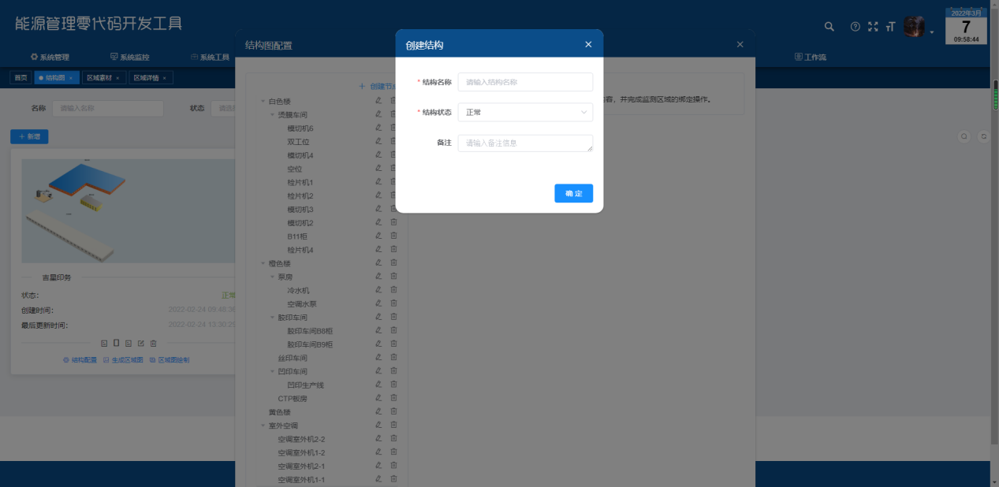 能源管理零代码开发工具
2022年3月
7
09:58:44
系统管理
系统监控
系统工具
工作流
首页
结构图 ×
区域素材 ×
区域详情 ×
名称
请输入名称
状态
+ 新增
吉星印务
状态:
正常
创建时间:
2022-02-24 09:48:36
最后更新时间:
2022-02-24 13:30:29
结构配置
生成区域图
区域图绘制
结构图配置
+ 创建节点
白色楼
烫膜车间
模切机6
双工位
模切机4
空位
检片机1
检片机2
模切机3
模切机2
B11柜
检片机4
橙色楼
泵房
冷水机
空调水泵
胶印车间
胶印车间B8柜
胶印车间B9柜
丝印车间
凹印车间
凹印生产线
CTP板房
黄色楼
室外空调
空调室外机2-2
空调室外机1-2
空调室外机2-1
空调室外机1-1
，并完成监测区域的绑定操作。
创建结构
* 结构名称
请输入结构名称
* 结构状态
正常
备注
请输入备注信息
确 定